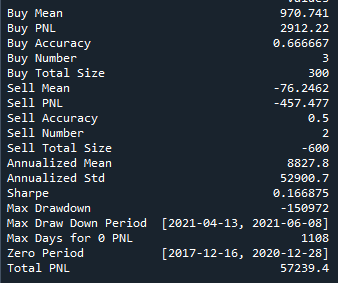 values
Buy Mean 970.741
Buy PNL 2912.22
Buy Accuracy 0.666667
Buy Number 3
Buy Total Size 300
Sell Mean -76.2462
Sell PNL -457.477
Sell Accuracy 0.5
Sell Number 2
Sell Total Size -600
Annualized Mean 8827.8
Annualized Std 52900.7
Sharpe 0.166875
Max Drawdown -150972
Max Draw Down Period [2021-04-13, 2021-06-08]
Max Days for 0 PNL 1108
Zero Period [2017-12-16, 2020-12-28]
Total PNL 57239.4